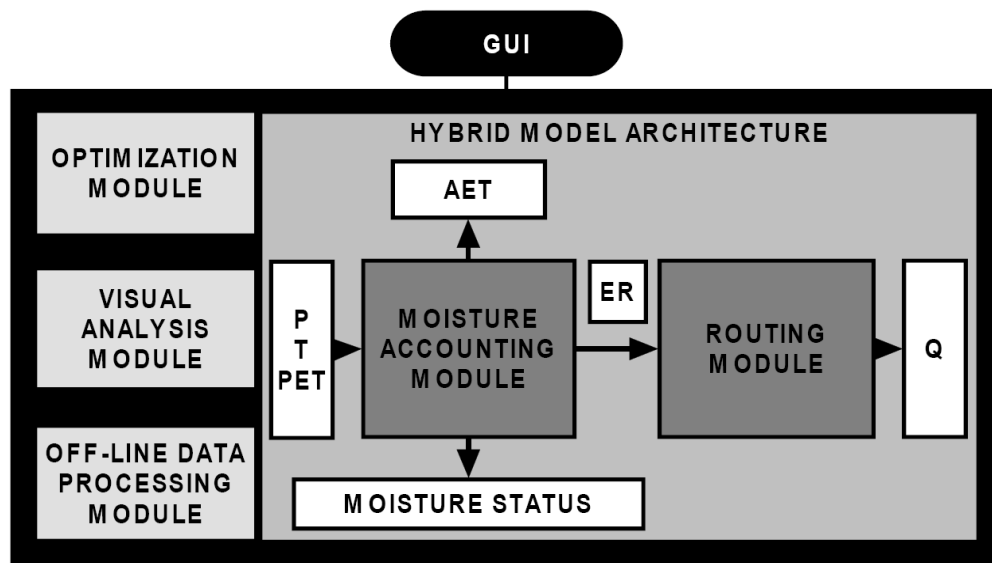 GUI
HYBRID MODEL ARCHITECTURE
OPTIMIZATION
MODULE
VISUAL
ANALYSIS
MODULE
OFF-LINE DATA
PROCESSING
MODULE
AET
P
T
PET
MOISTURE
ACCOUNTING
MODULE
ER
ROUTING
MODULE
Q
MOISTURE STATUS